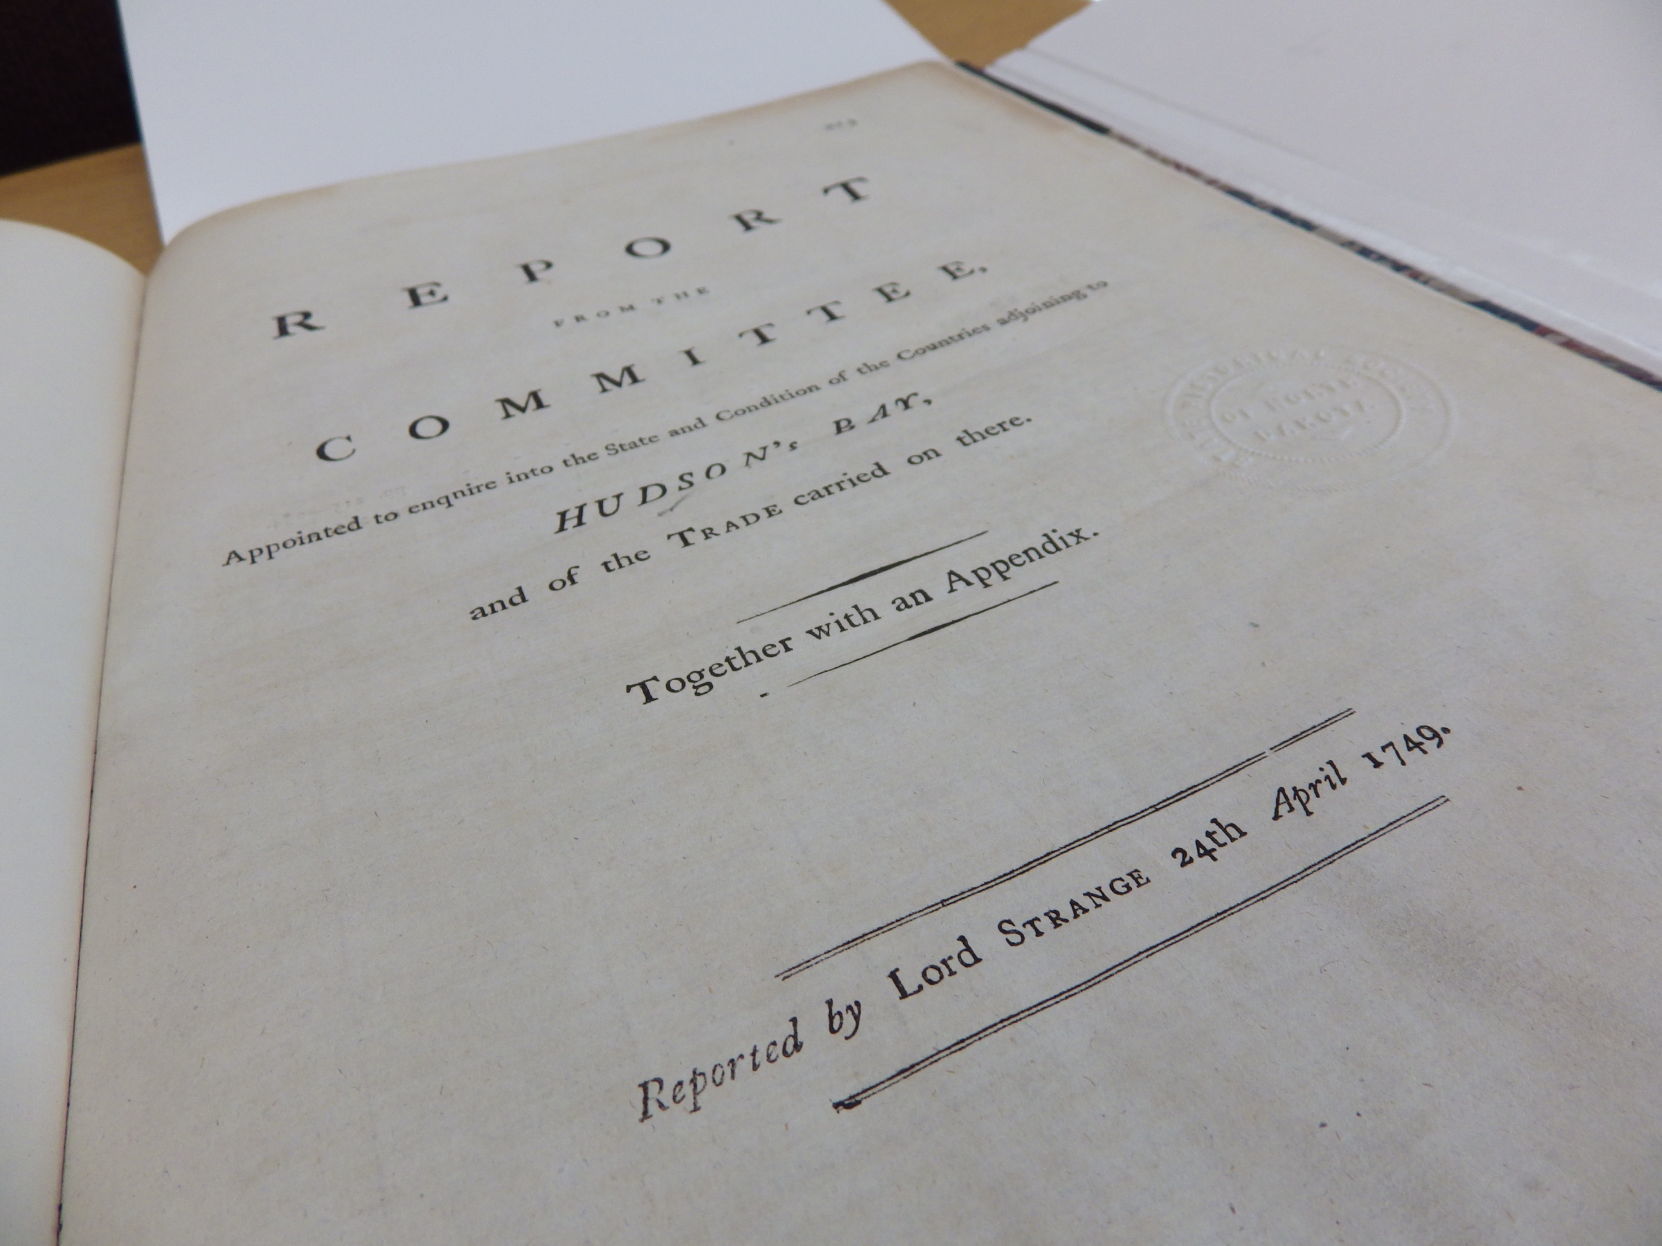 REPORT
FROM THE
COMMITTEE,
Appointed to enqnire into the State and Condition of the Countries adjoining to
HUDSON's BAY,
and of the TRADE carried on there.
Together with an Appendix.
Reported by Lord STRANGE 24th April 1749.